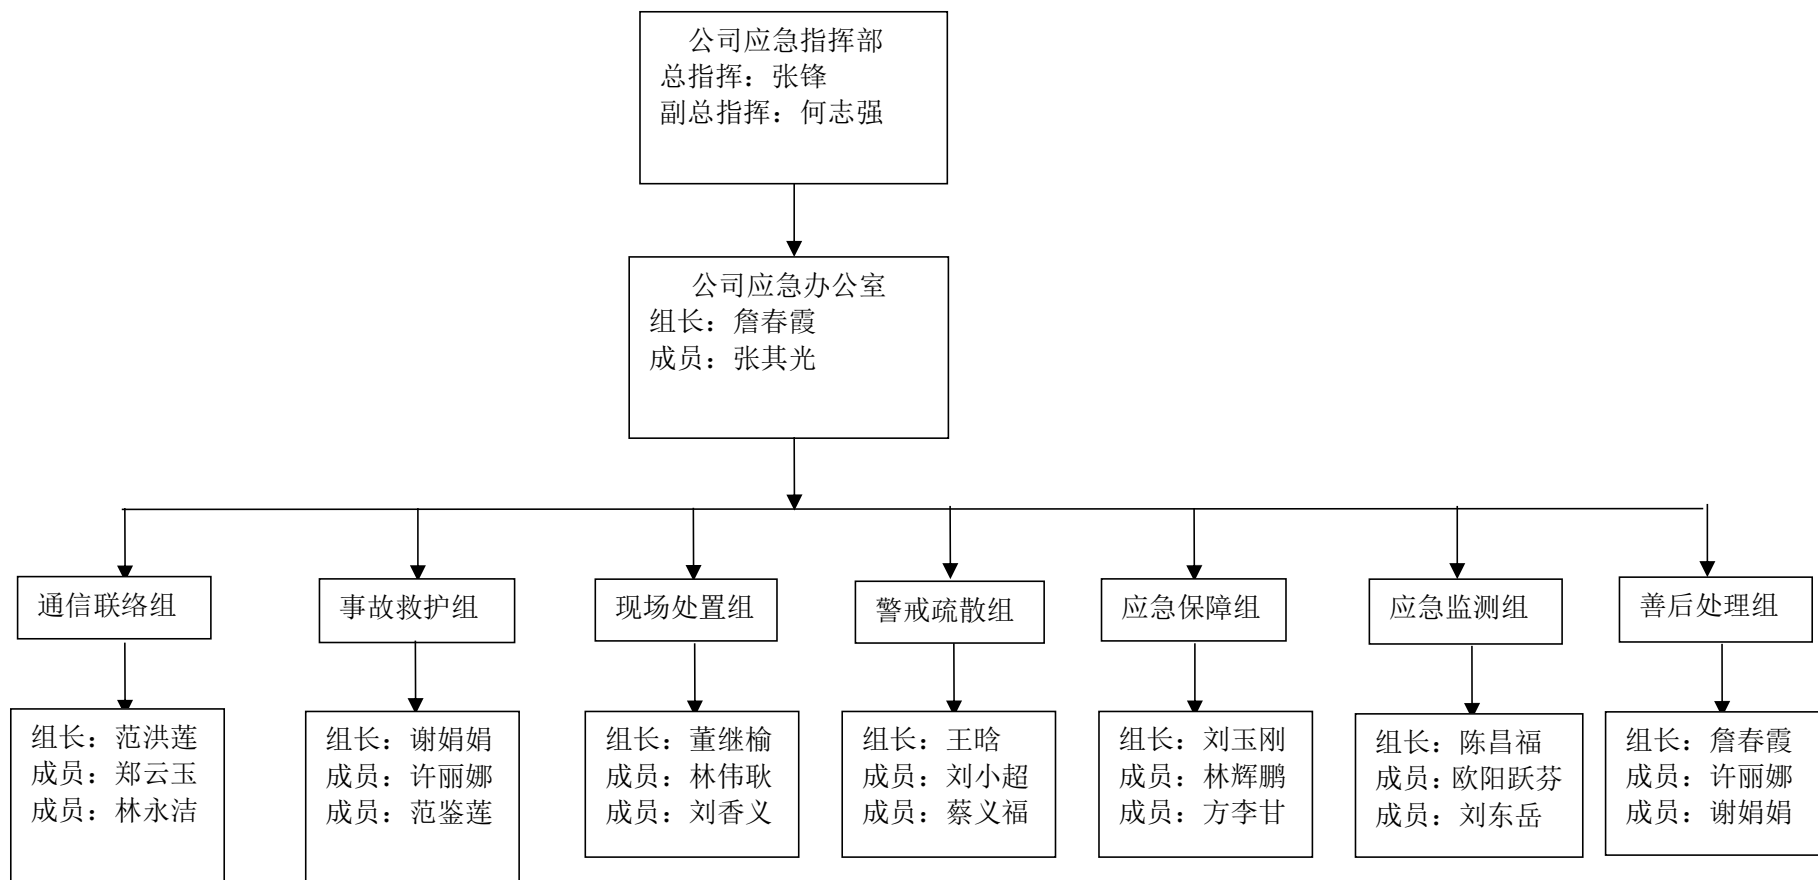 公司应急指挥部
总指挥：张锋
副总指挥：何志强
公司应急办公室
组长：詹春霞
成员：张其光
通信联络组
事故救护组
现场处置组
警戒疏散组
应急保障组
应急监测组
善后处理组
组长：范洪莲
成员：郑云玉
成员：林永洁
组长：谢娟娟
成员：许丽娜
成员：范鉴莲
组长：董继榆
成员：林伟耿
成员：刘香义
组长：王晗
成员：刘小超
成员：蔡义福
组长：刘玉刚
成员：林辉鹏
成员：方李甘
组长：陈昌福
成员：欧阳跃芬
成员：刘东岳
组长：詹春霞
成员：许丽娜
成员：谢娟娟